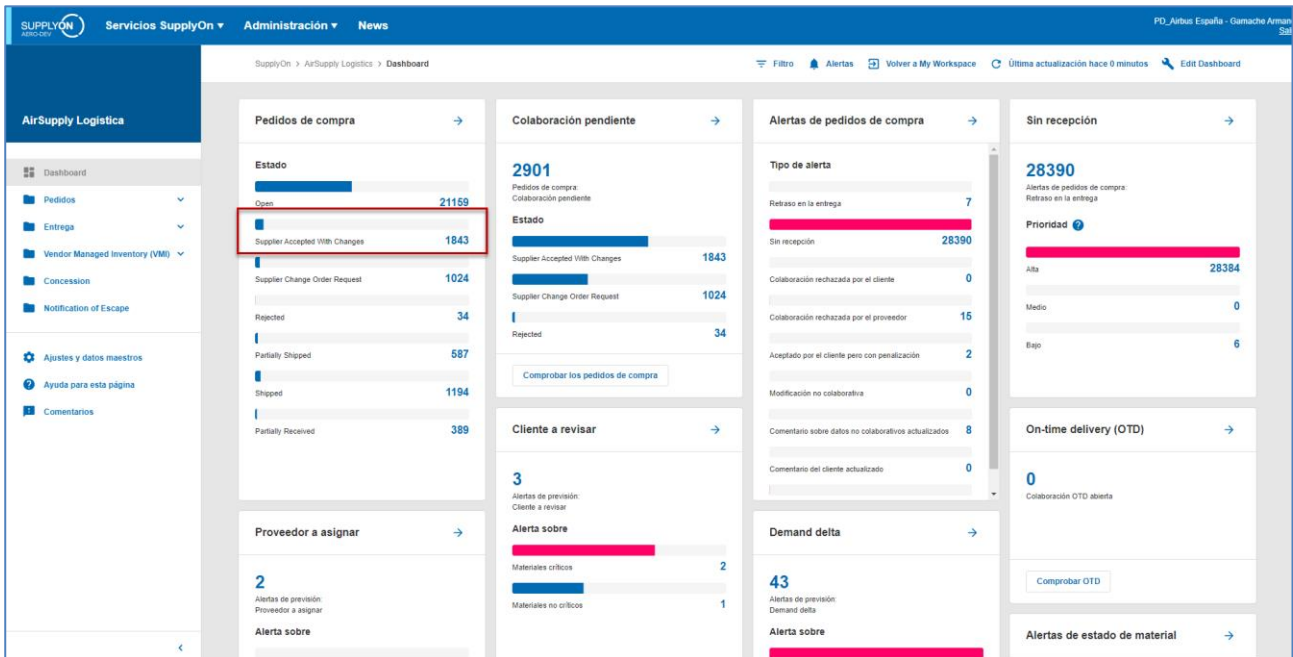 SUPPLYON
AERO-DEV
Servicios SupplyOn
Administración
News
PD_Airbus España - Gamache Arman
Sal
SupplyOn > AirSupply Logistics > Dashboard
Filtro
Alertas
Volver a My Workspace
Última actualización hace 0 minutos
Edit Dashboard
AirSupply Logística
Dashboard
Pedidos
Entrega
Vendor Managed Inventory (VMI)
Concession
Notification of Escape
Ajustes y datos maestros
Ayuda para esta página
Comentarios
Pedidos de compra
Estado
Open 21159
Supplier Accepted With Changes 1843
Supplier Change Order Request 1024
Rejected 34
Partially Shipped 587
Shipped 1194
Partially Received 389
Colaboración pendiente
2901
Pedidos de compra:
Colaboración pendiente
Estado
Supplier Accepted With Changes 1843
Supplier Change Order Request 1024
Rejected 34
Comprobar los pedidos de compra
Alertas de pedidos de compra
Tipo de alerta
Retraso en la entrega 7
Sin recepción 28390
Colaboración rechazada por el cliente 0
Colaboración rechazada por el proveedor 15
Aceptado por el cliente pero con penalización 2
Modificación no colaborativa 0
Comentario sobre datos no colaborativos actualizados 8
Comentario del cliente actualizado 0
Sin recepción
28390
Alertas de pedidos de compra:
Retraso en la entrega
Prioridad ?
Alta 28384
Medio 0
Bajo 6
Proveedor a asignar
2
Alertas de previsión:
Proveedor a asignar
Alerta sobre
Cliente a revisar
3
Alertas de previsión:
Cliente a revisar
Alerta sobre
Materiales críticos 2
Materiales no críticos 1
Demand delta
43
Alertas de previsión:
Demand delta
Alerta sobre
On-time delivery (OTD)
0
Colaboración OTD abierta
Comprobar OTD
Alertas de estado de material